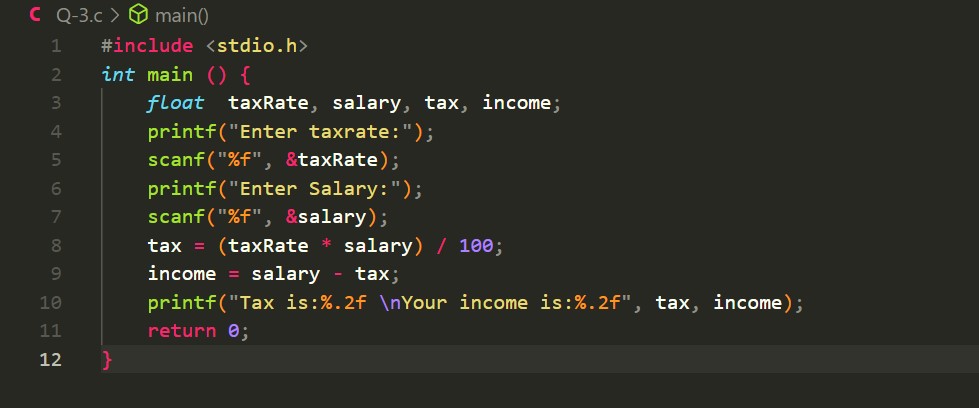 C Q-3.c > main()
1 #include <stdio.h>
2 int main () {
3     float  taxRate, salary, tax, income;
4     printf("Enter taxrate:");
5     scanf("%f", &taxRate);
6     printf("Enter Salary:");
7     scanf("%f", &salary);
8     tax = (taxRate * salary) / 100;
9     income = salary - tax;
10     printf("Tax is:%.2f \nYour income is:%.2f", tax, income);
11     return 0;
12 }